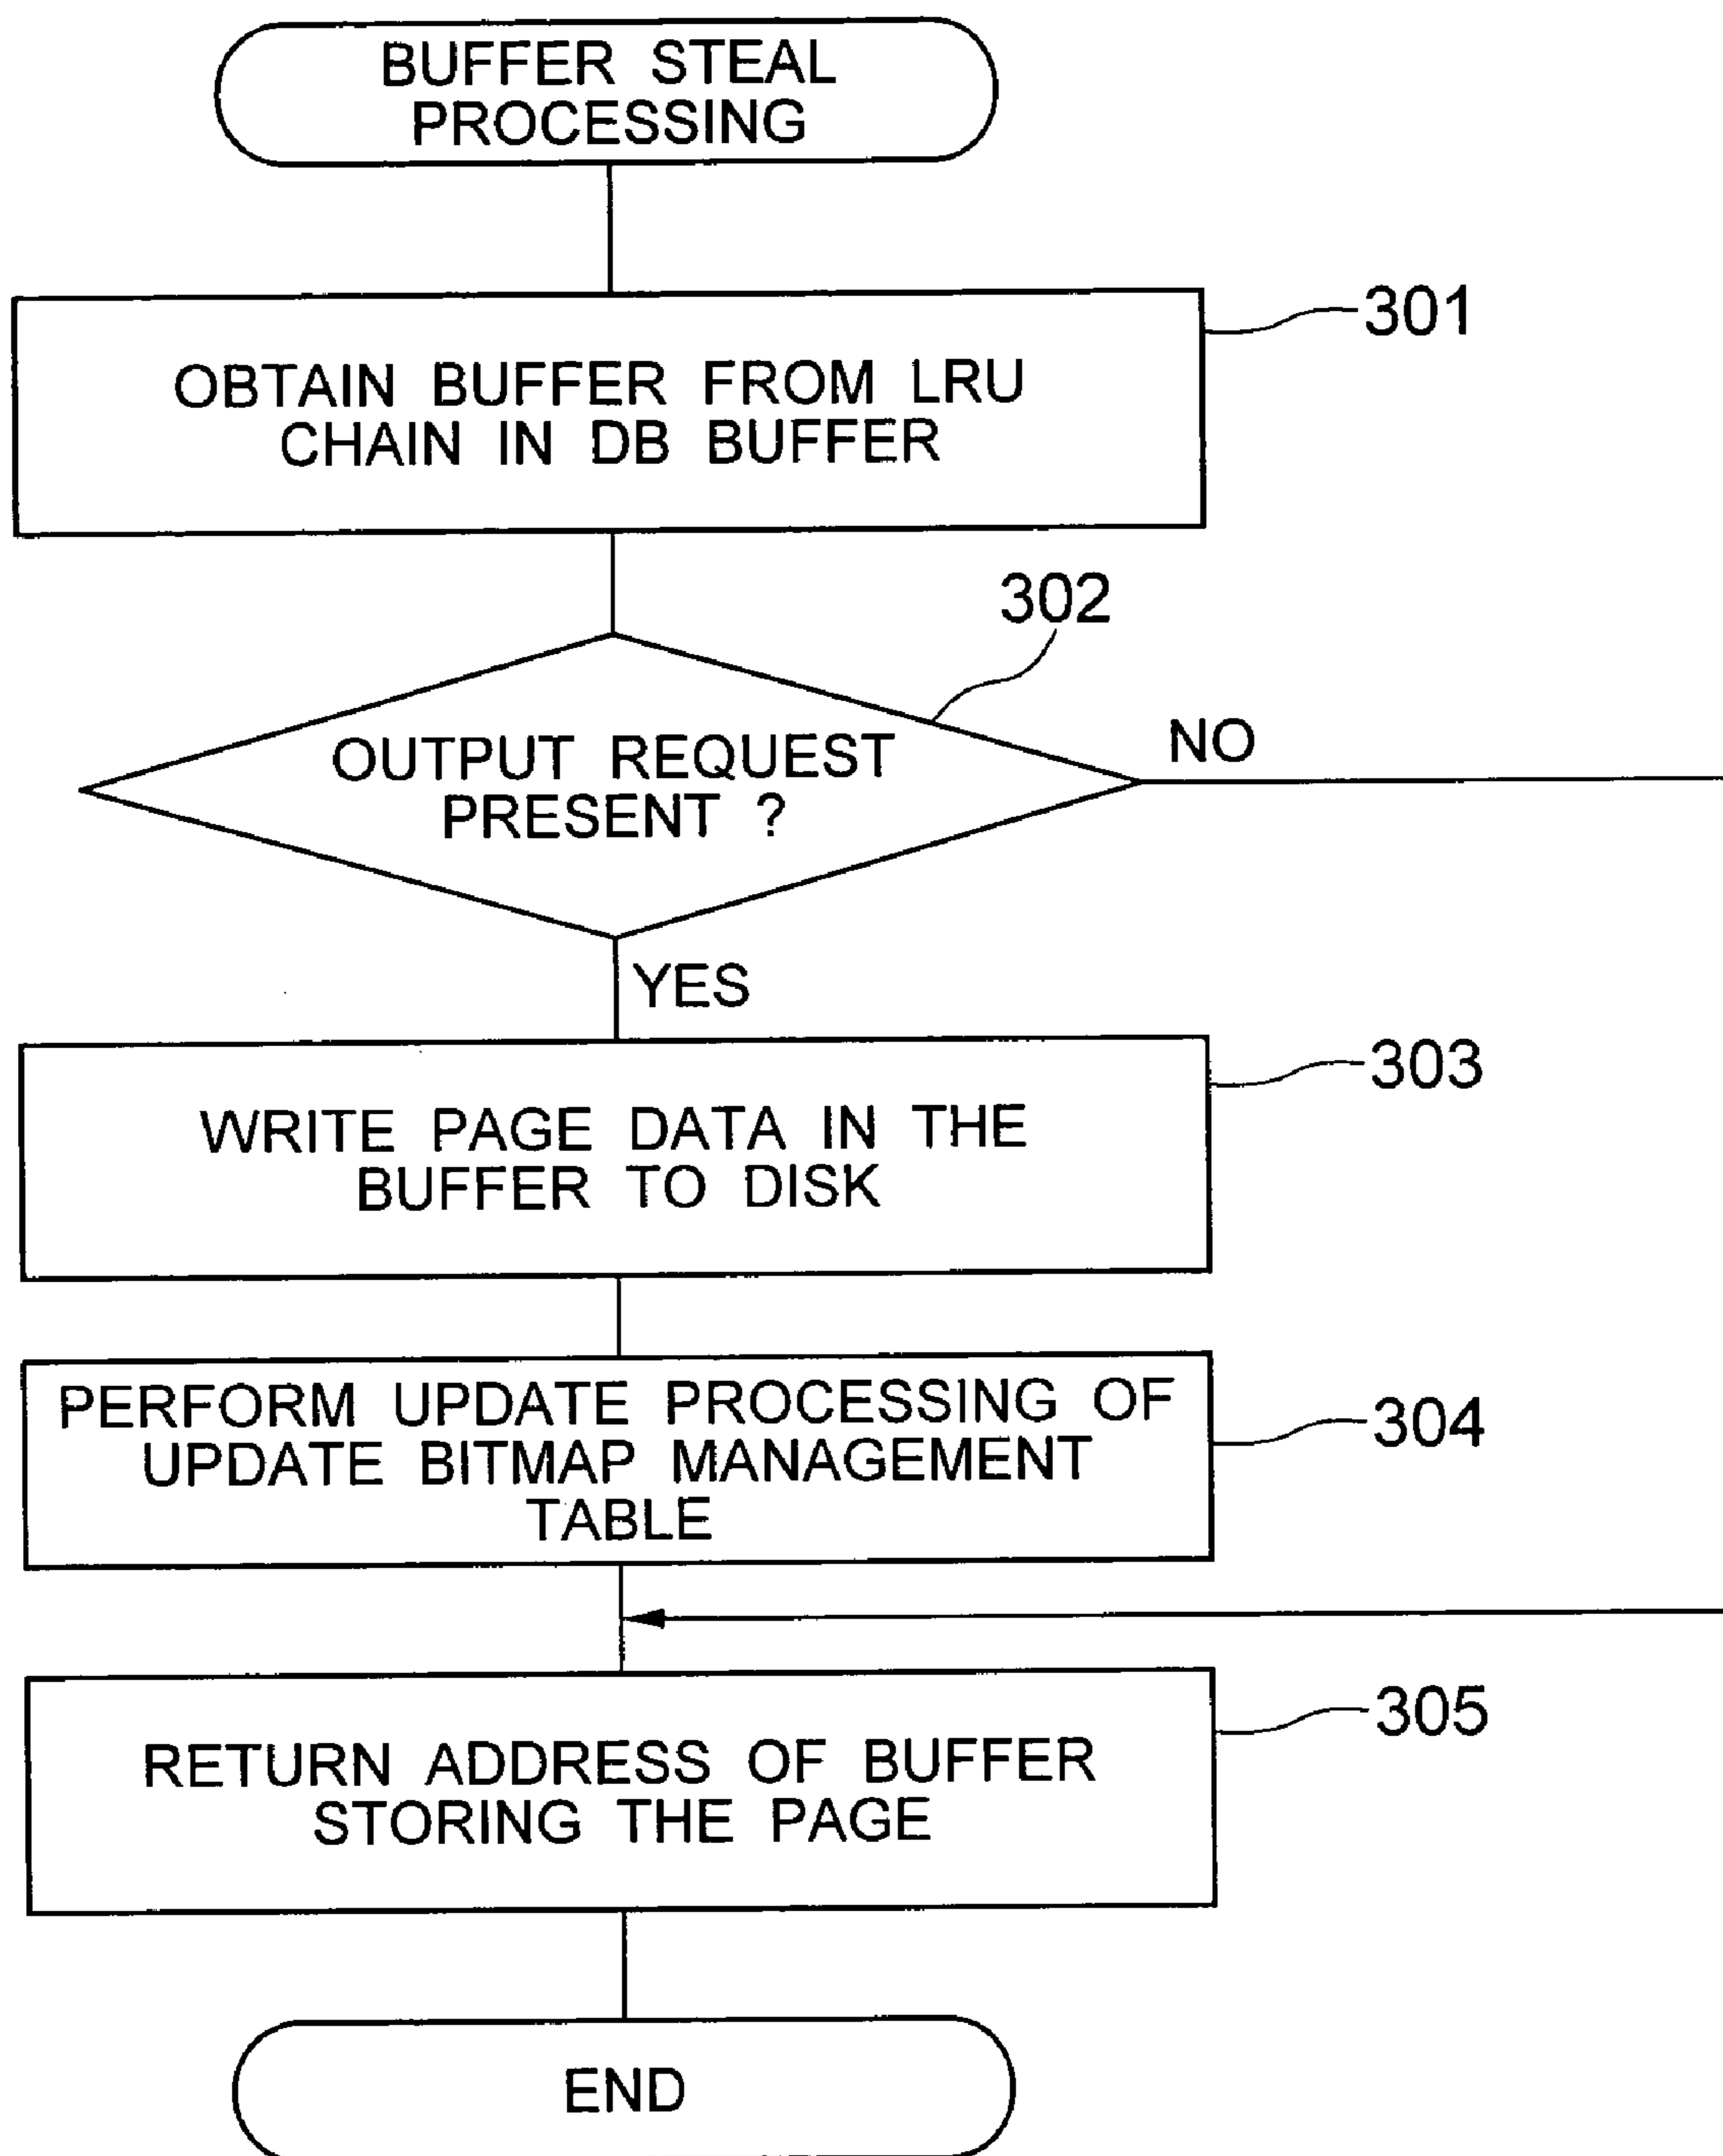 BUFFER STEAL
PROCESSING
301
OBTAIN BUFFER FROM LRU
CHAIN IN DB BUFFER
302
OUTPUT REQUEST
PRESENT ?
NO
YES
303
WRITE PAGE DATA IN THE
BUFFER TO DISK
304
PERFORM UPDATE PROCESSING OF
UPDATE BITMAP MANAGEMENT
TABLE
305
RETURN ADDRESS OF BUFFER
STORING THE PAGE
END